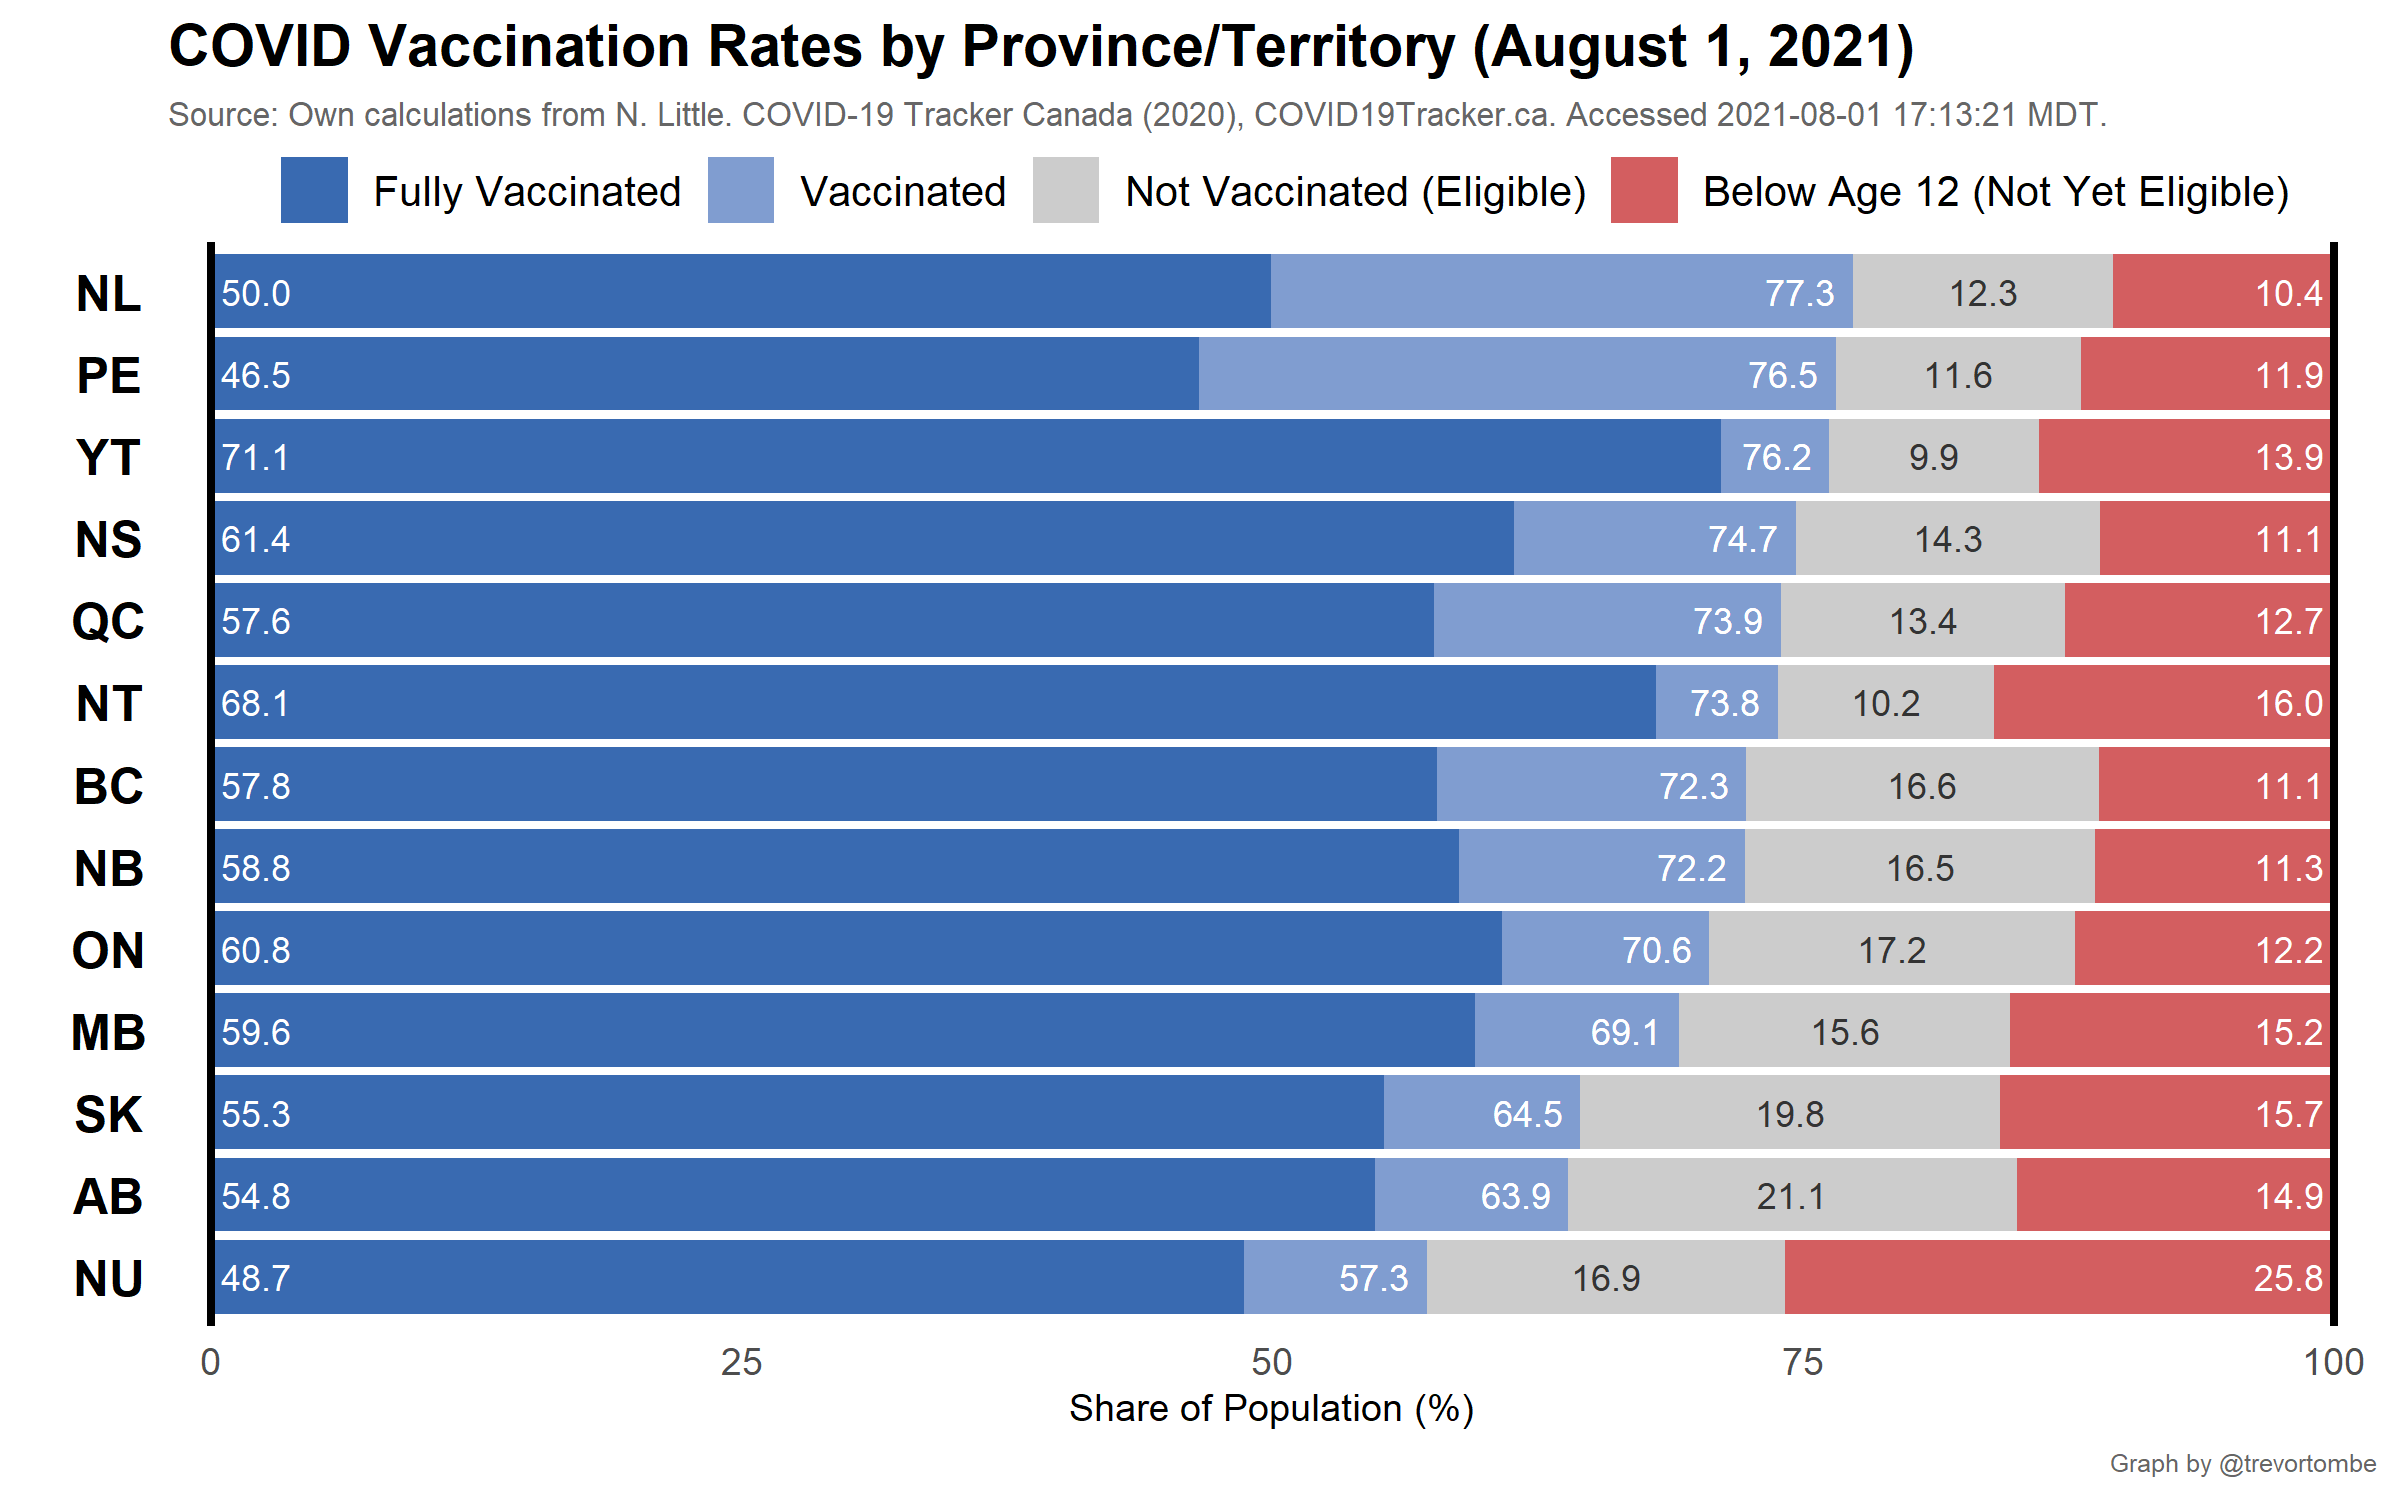 COVID Vaccination Rates by Province/Territory (August 1, 2021)
Source: Own calculations from N. Little. COVID-19 Tracker Canada (2020), COVID19Tracker.ca. Accessed 2021-08-01 17:13:21 MDT.
Fully Vaccinated Vaccinated Not Vaccinated (Eligible) Below Age 12 (Not Yet Eligible)
NL 50.0 77.3 12.3 10.4
PE 46.5 76.5 11.6 11.9
YT 71.1 76.2 9.9 13.9
NS 61.4 74.7 14.3 11.1
QC 57.6 73.9 13.4 12.7
NT 68.1 73.8 10.2 16.0
BC 57.8 72.3 16.6 11.1
NB 58.8 72.2 16.5 11.3
ON 60.8 70.6 17.2 12.2
MB 59.6 69.1 15.6 15.2
SK 55.3 64.5 19.8 15.7
AB 54.8 63.9 21.1 14.9
NU 48.7 57.3 16.9 25.8
0 25 50 75 100
Share of Population (%)
Graph by @trevortombe